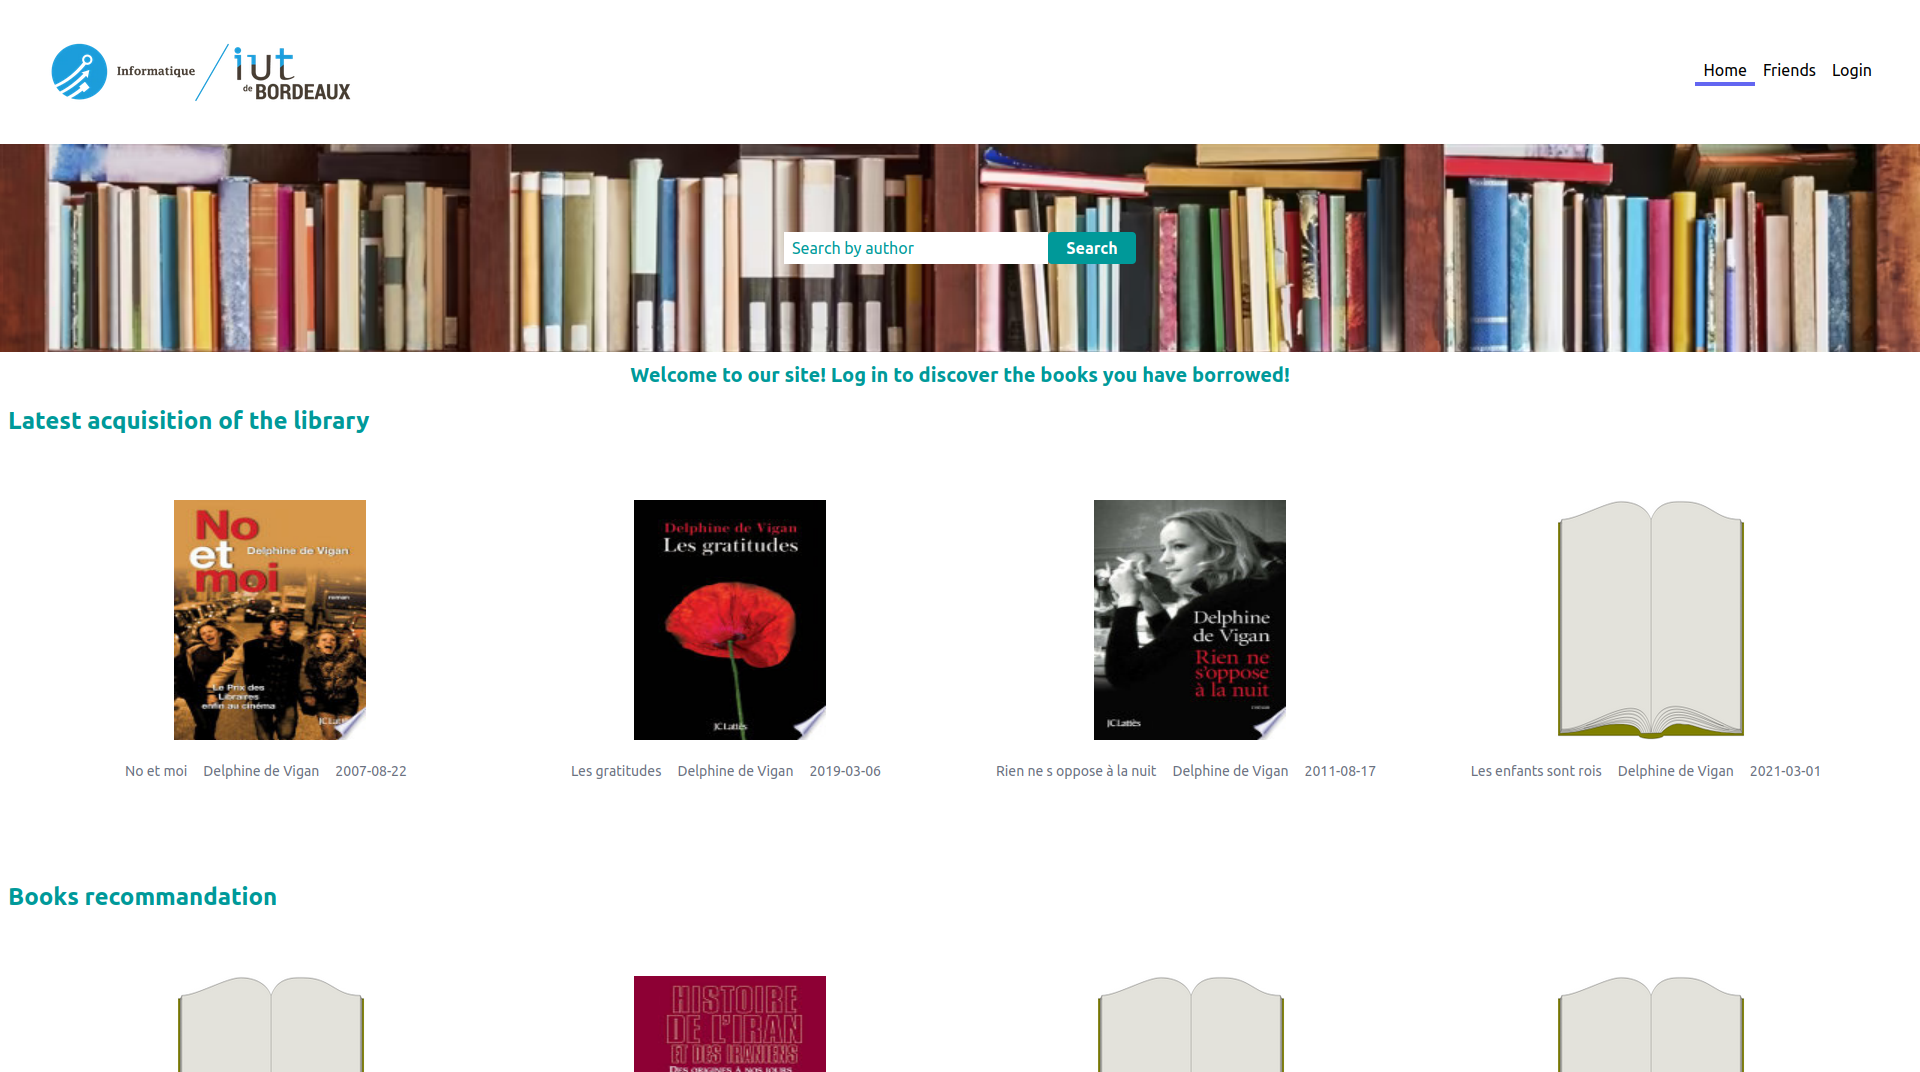 Informatique
iut
de BORDEAUX
Home Friends Login
Search by author Search
Welcome to our site! Log in to discover the books you have borrowed!
Latest acquisition of the library
No
et Delphine de Vigan
moi
roman
Le Prix des
Libraires
enfin au cinéma
JC Lattès
Delphine de Vigan
Les gratitudes
JC Lattès
Delphine
de Vigan
Rien ne
s'oppose
à la nuit
roman
JC Lattès
No et moi Delphine de Vigan 2007-08-22
Les gratitudes Delphine de Vigan 2019-03-06
Rien ne s oppose à la nuit Delphine de Vigan 2011-08-17
Les enfants sont rois Delphine de Vigan 2021-03-01
Books recommandation
HISTOIRE
DE L'IRAN
ET DES IRANIENS
DES ORIGINES À NOS JOURS